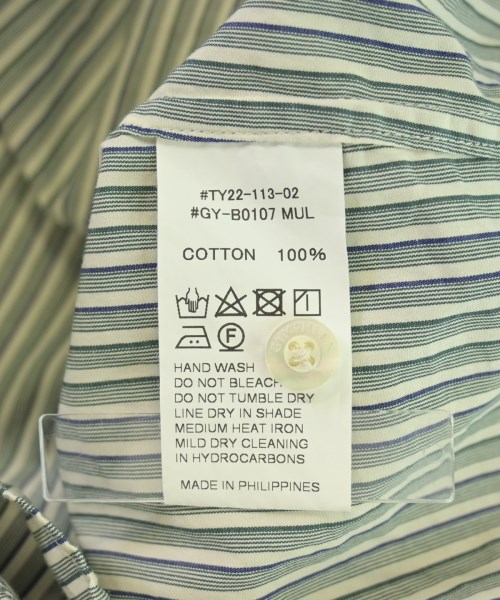 #TY22-113-02
#GY-B0107 MUL
COTTON 100%
F
HAND WASH
DO NOT BLEACH
DO NOT TUMBLE DRY
LINE DRY IN SHADE
MEDIUM HEAT IRON
MILD DRY CLEANING
IN HYDROCARBONS
MADE IN PHILIPPINES